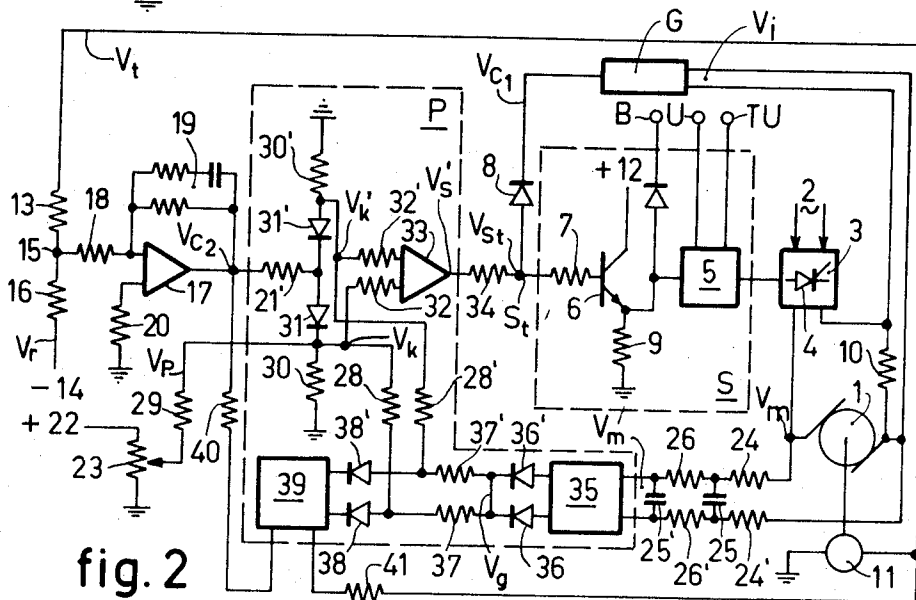 G
Vi
Vt
VC1
P
B
U
TU
19
30'
Vs'
+12
2
~
13
18
8
31'
Vk'
32'
33
VSt
7
3
15
VC2
16
21'
17
34
6
5
4
20
31
32
St
9
Vr
VP
Vk
10
-14
30
28
28'
S
Vm
1
+22
29
40
38'
37'
36'
Vm
26
24
23
39
35
38
37
Vg
36
25'
26'
25
24'
11
41
fig. 2